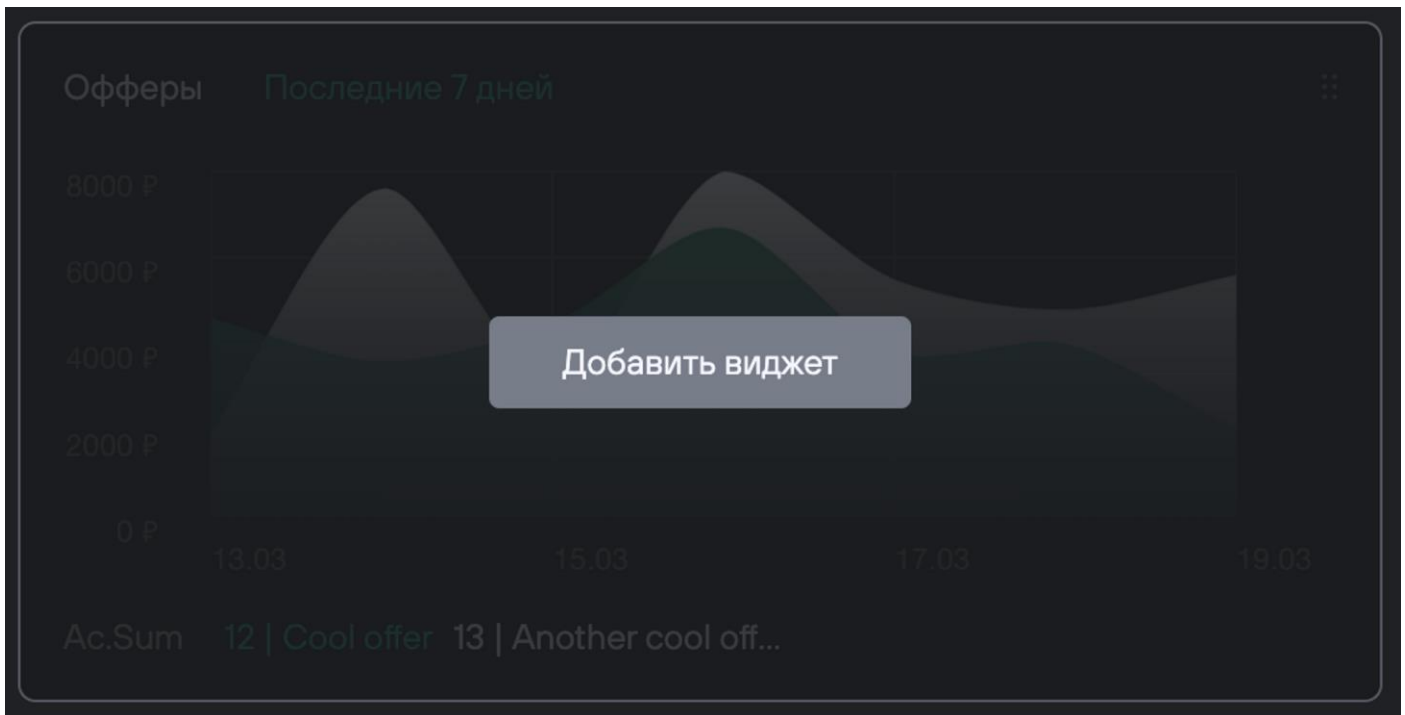 Офферы Последние 7 дней
8000 ₽
6000 ₽
4000 ₽
Добавить виджет
2000 ₽
0 ₽
13.03 15.03 17.03 19.03
Ac.Sum 12 | Cool offer 13 | Another cool off...